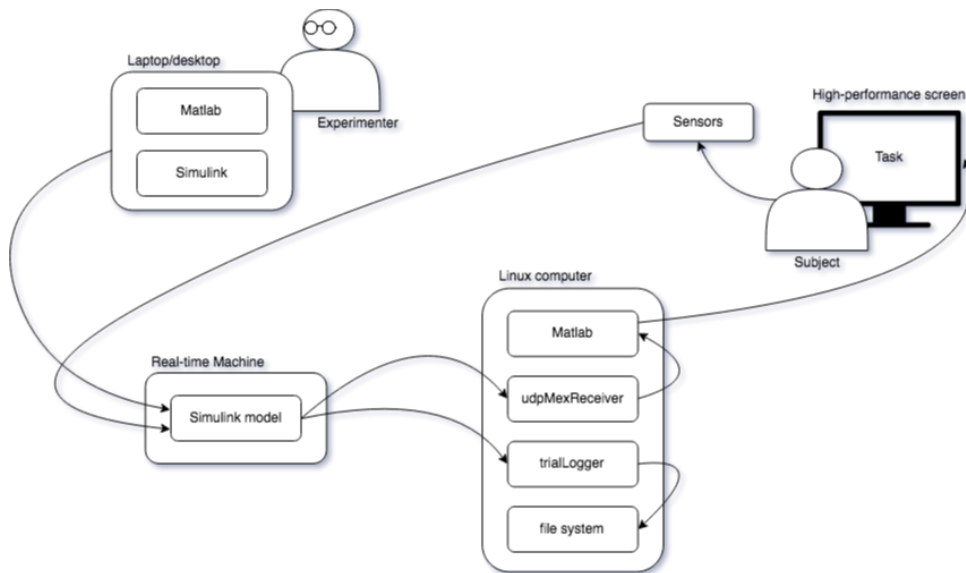 Laptop/desktop
Matlab
Simulink
Experimenter
Sensors
High-performance screen
Task
Subject
Linux computer
Matlab
udpMexReceiver
trialLogger
file system
Real-time Machine
Simulink model